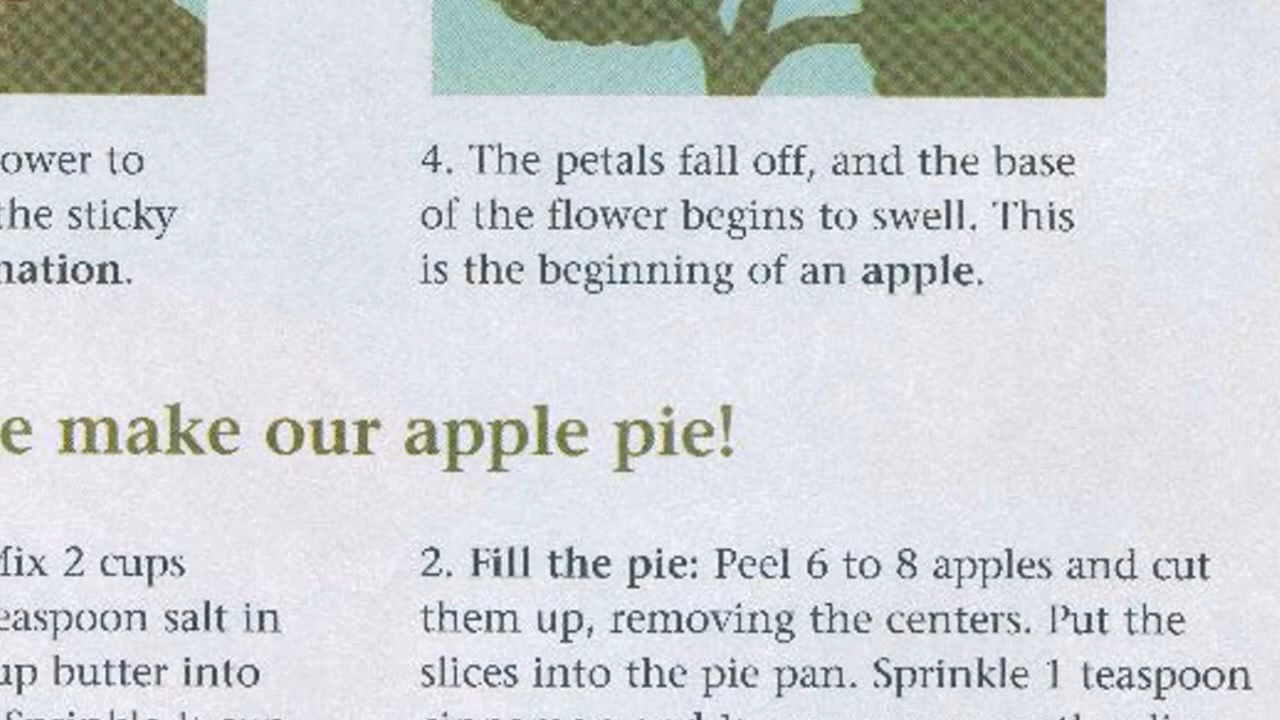 ower to
the sticky
nation.
4. The petals fall off, and the base
of the flower begins to swell. This
is the beginning of an apple.
e make our apple pie!
fix 2 cups
easpoon salt in
up butter into
2. Fill the pie: Peel 6 to 8 apples and cut
them up, removing the centers. Put the
slices into the pie pan. Sprinkle 1 teaspoon